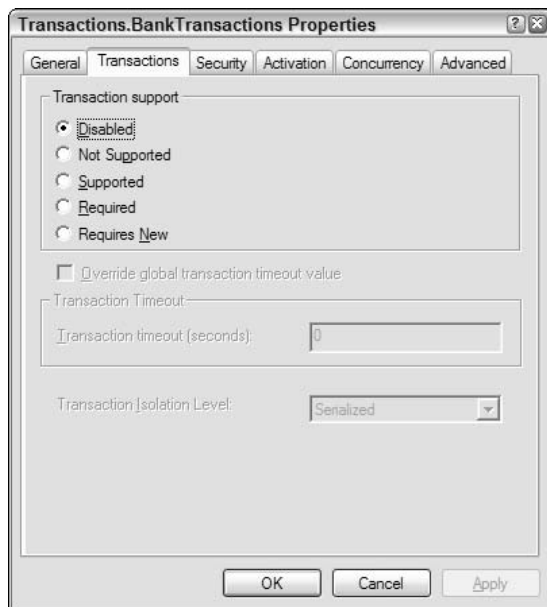 Transactions.BankTransactions Properties
General Transactions Security Activation Concurrency Advanced
Transaction support
Disabled
Not Supported
Supported
Required
Requires New
Override global transaction timeout value
Transaction Timeout
Transaction timeout (seconds): 0
Transaction Isolation Level: Serialized
OK Cancel Apply